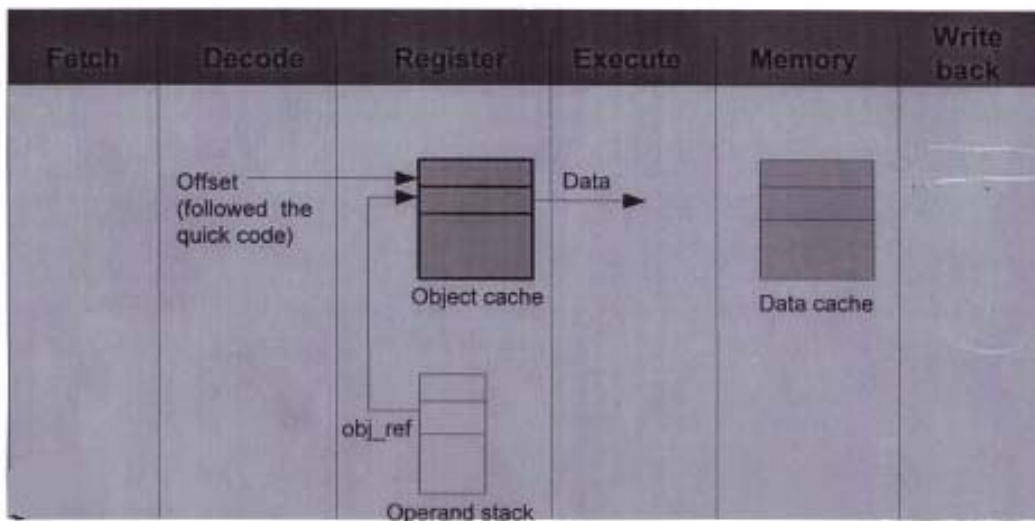 Fetch
Decode
Register
Execute
Memory
Write
back
Offset
(followed the
quick code)
Data
Object cache
Data cache
obj_ref
Operand stack